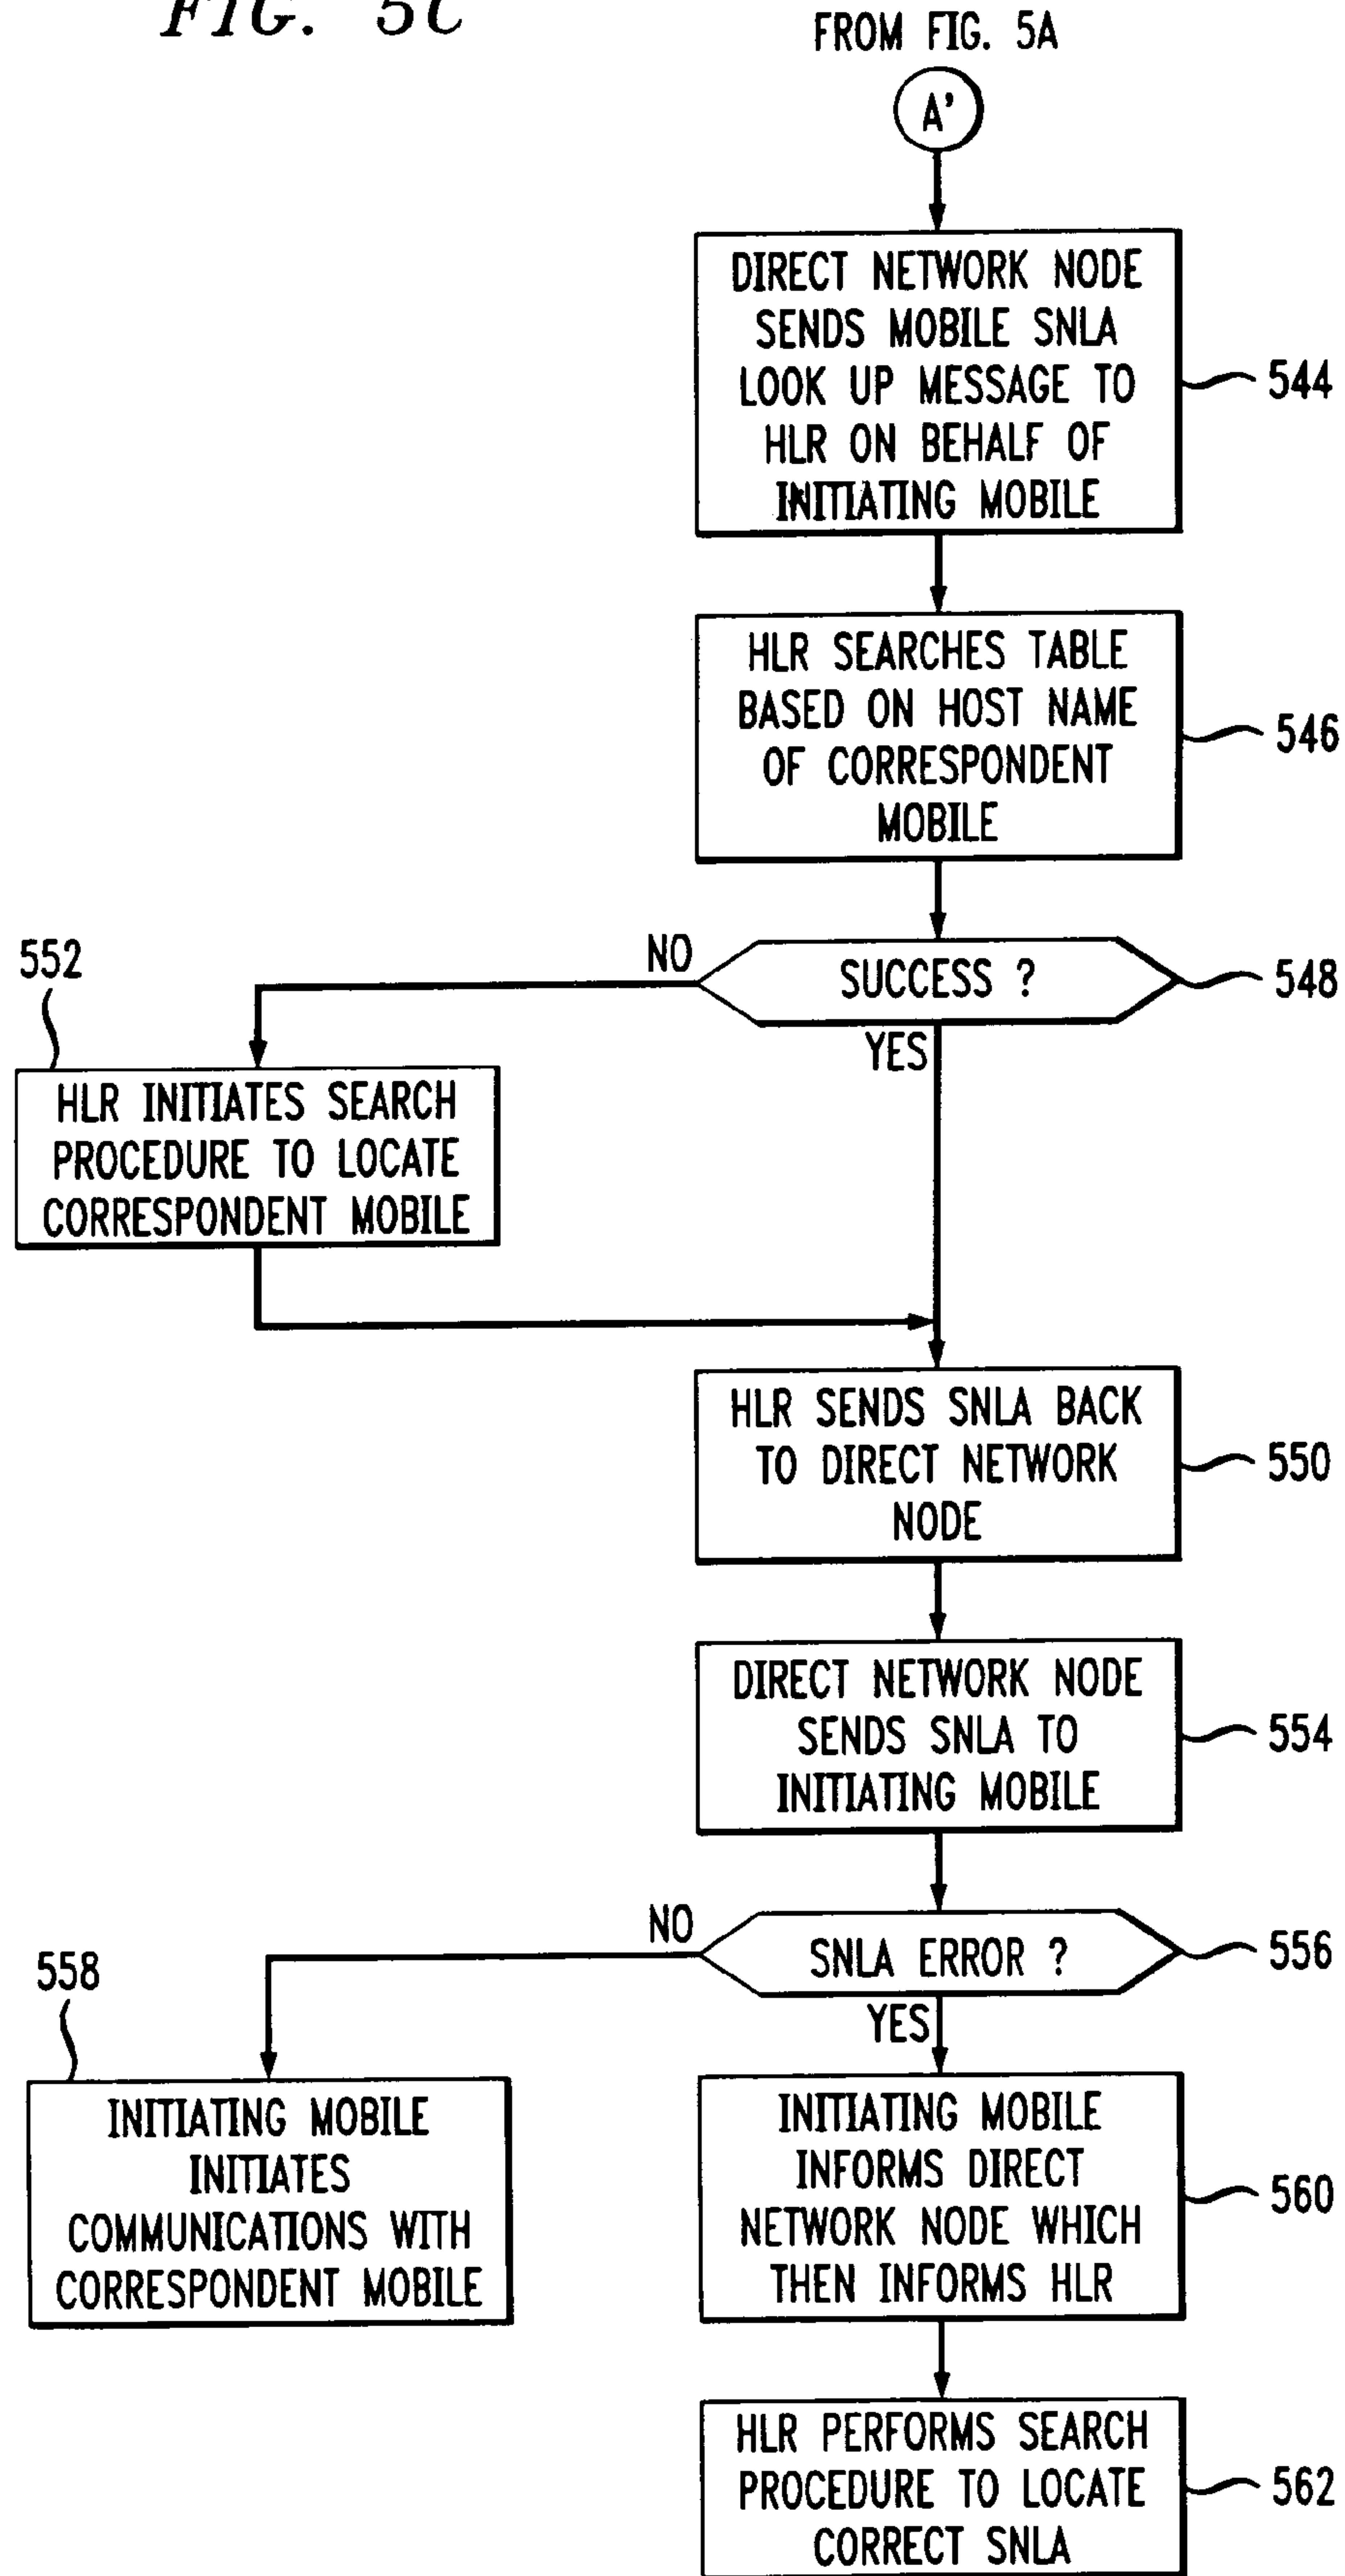 FIG. 5C
FROM FIG. 5A
A'
DIRECT NETWORK NODE
SENDS MOBILE SNLA
LOOK UP MESSAGE TO
HLR ON BEHALF OF
INITIATING MOBILE
544
HLR SEARCHES TABLE
BASED ON HOST NAME
OF CORRESPONDENT
MOBILE
546
SUCCESS ?
548
NO
YES
552
HLR INITIATES SEARCH
PROCEDURE TO LOCATE
CORRESPONDENT MOBILE
HLR SENDS SNLA BACK
TO DIRECT NETWORK
NODE
550
DIRECT NETWORK NODE
SENDS SNLA TO
INITIATING MOBILE
554
SNLA ERROR ?
556
NO
YES
558
INITIATING MOBILE
INITIATES
COMMUNICATIONS WITH
CORRESPONDENT MOBILE
INITIATING MOBILE
INFORMS DIRECT
NETWORK NODE WHICH
THEN INFORMS HLR
560
HLR PERFORMS SEARCH
PROCEDURE TO LOCATE
CORRECT SNLA
562